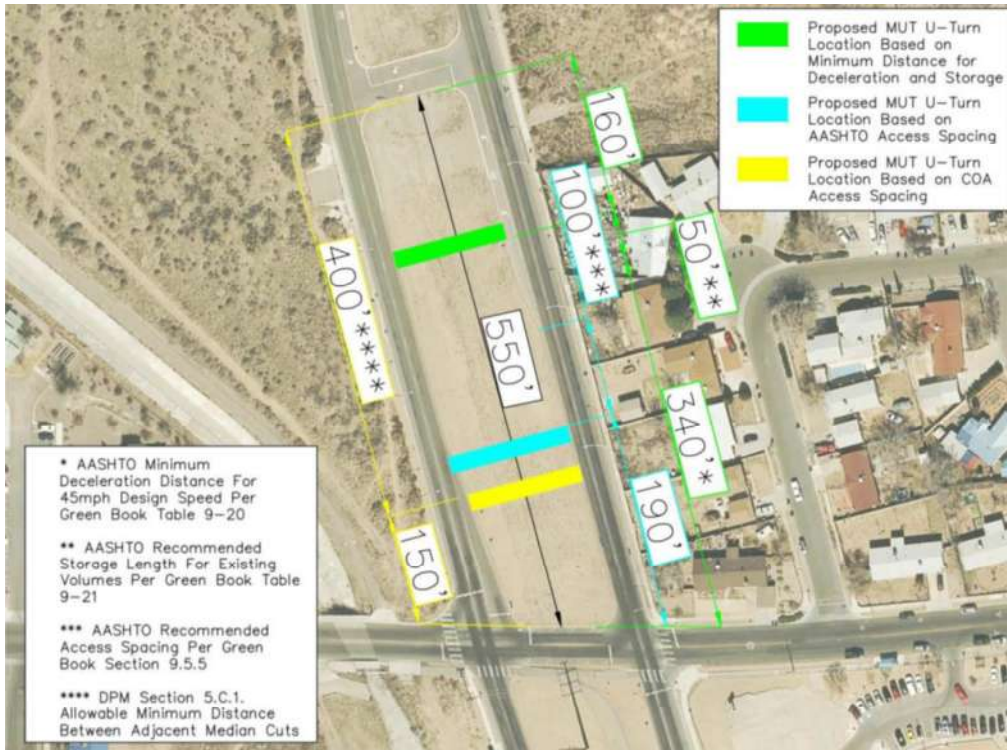 Proposed MUT U-Turn
Location Based on
Minimum Distance for
Deceleration and Storage
Proposed MUT U-Turn
Location Based on
AASHTO Access Spacing
Proposed MUT U-Turn
Location Based on COA
Access Spacing
160'
100'***
50'**
400'****
550'
340'*
190'
150'
* AASHTO Minimum
Deceleration Distance For
45mph Design Speed Per
Green Book Table 9-20
** AASHTO Recommended
Storage Length For Existing
Volumes Per Green Book Table
9-21
*** AASHTO Recommended
Access Spacing Per Green
Book Section 9.5.5
**** DPM Section 5.C.1.
Allowable Minimum Distance
Between Adjacent Median Cuts